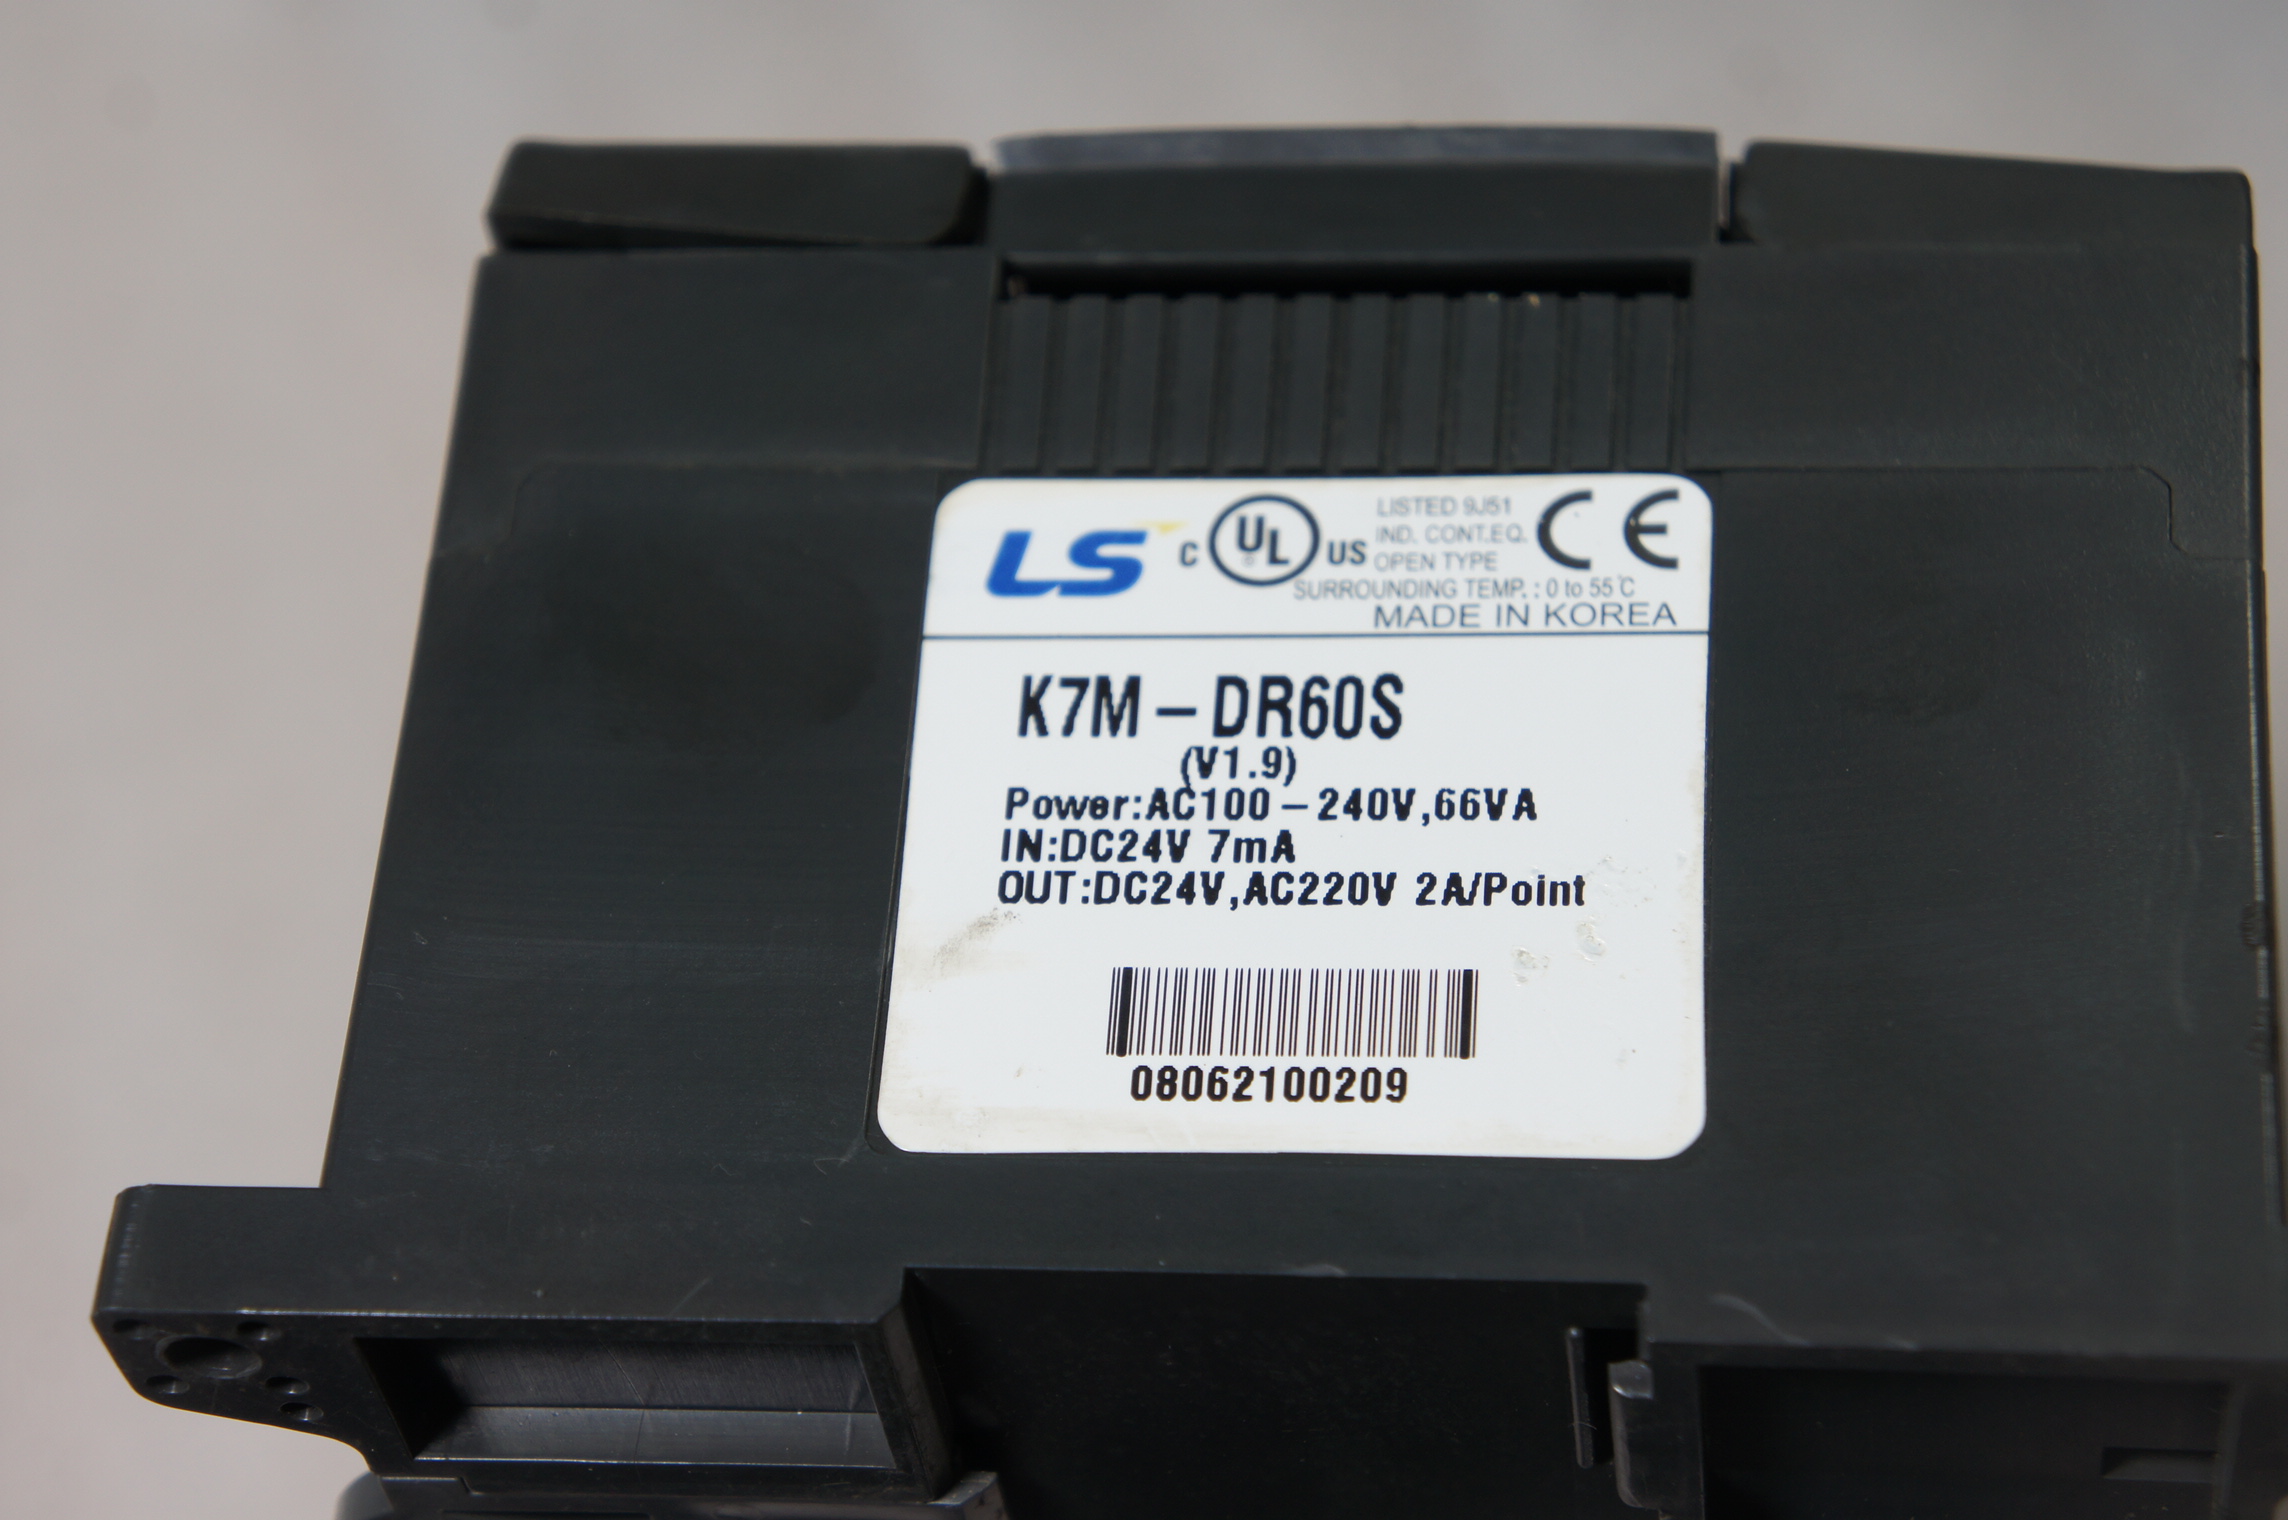 LS
C UL US
LISTED 9J51
IND. CONT.EQ.
OPEN TYPE
CE
SURROUNDING TEMP. : 0 to 55℃
MADE IN KOREA
K7M-DR60S
(V1.9)
Power:AC100-240V,66VA
IN:DC24V 7mA
OUT:DC24V,AC220V 2A/Point
08062100209